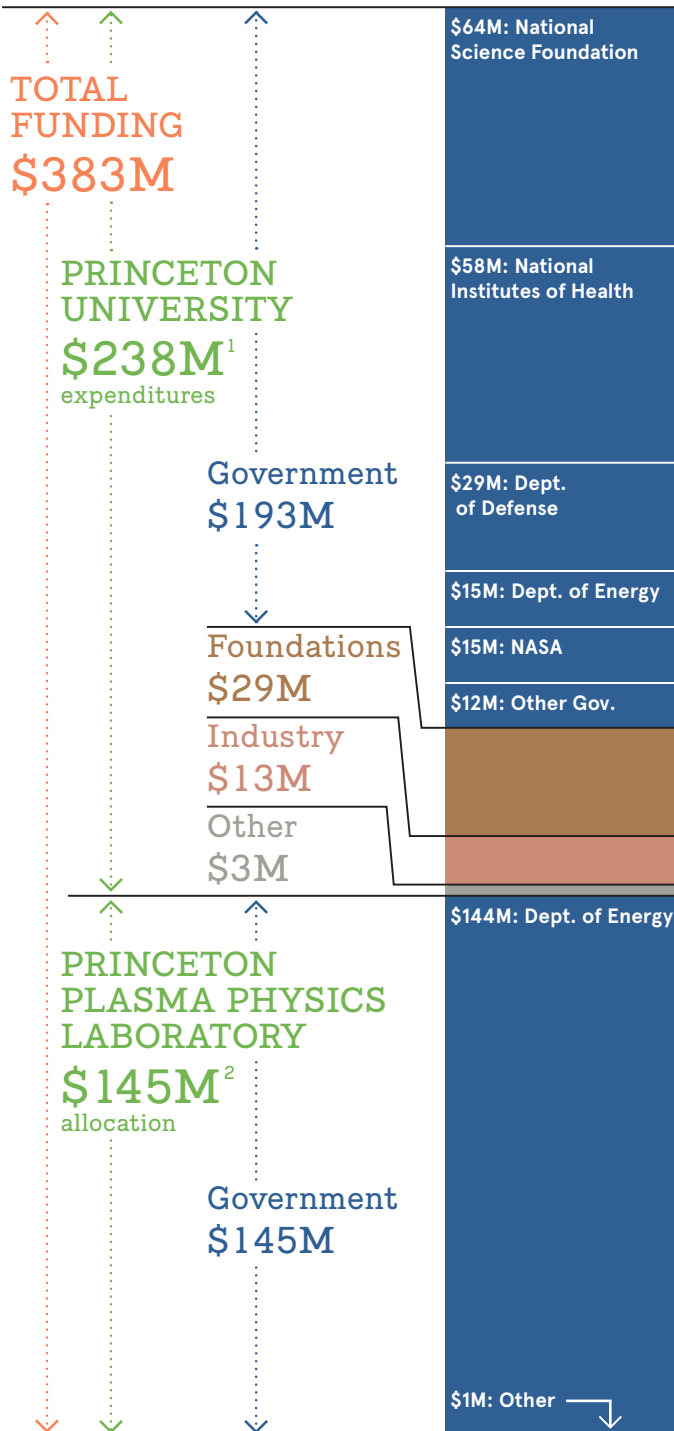 TOTAL
FUNDING
$383M
PRINCETON
UNIVERSITY
$238M¹
expenditures
Government
$193M
Foundations
$29M
Industry
$13M
Other
$3M
PRINCETON
PLASMA PHYSICS
LABORATORY
$145M²
allocation
Government
$145M
$64M: National
Science Foundation
$58M: National
Institutes of Health
$29M: Dept.
of Defense
$15M: Dept. of Energy
$15M: NASA
$12M: Other Gov.
$144M: Dept. of Energy
$1M: Other